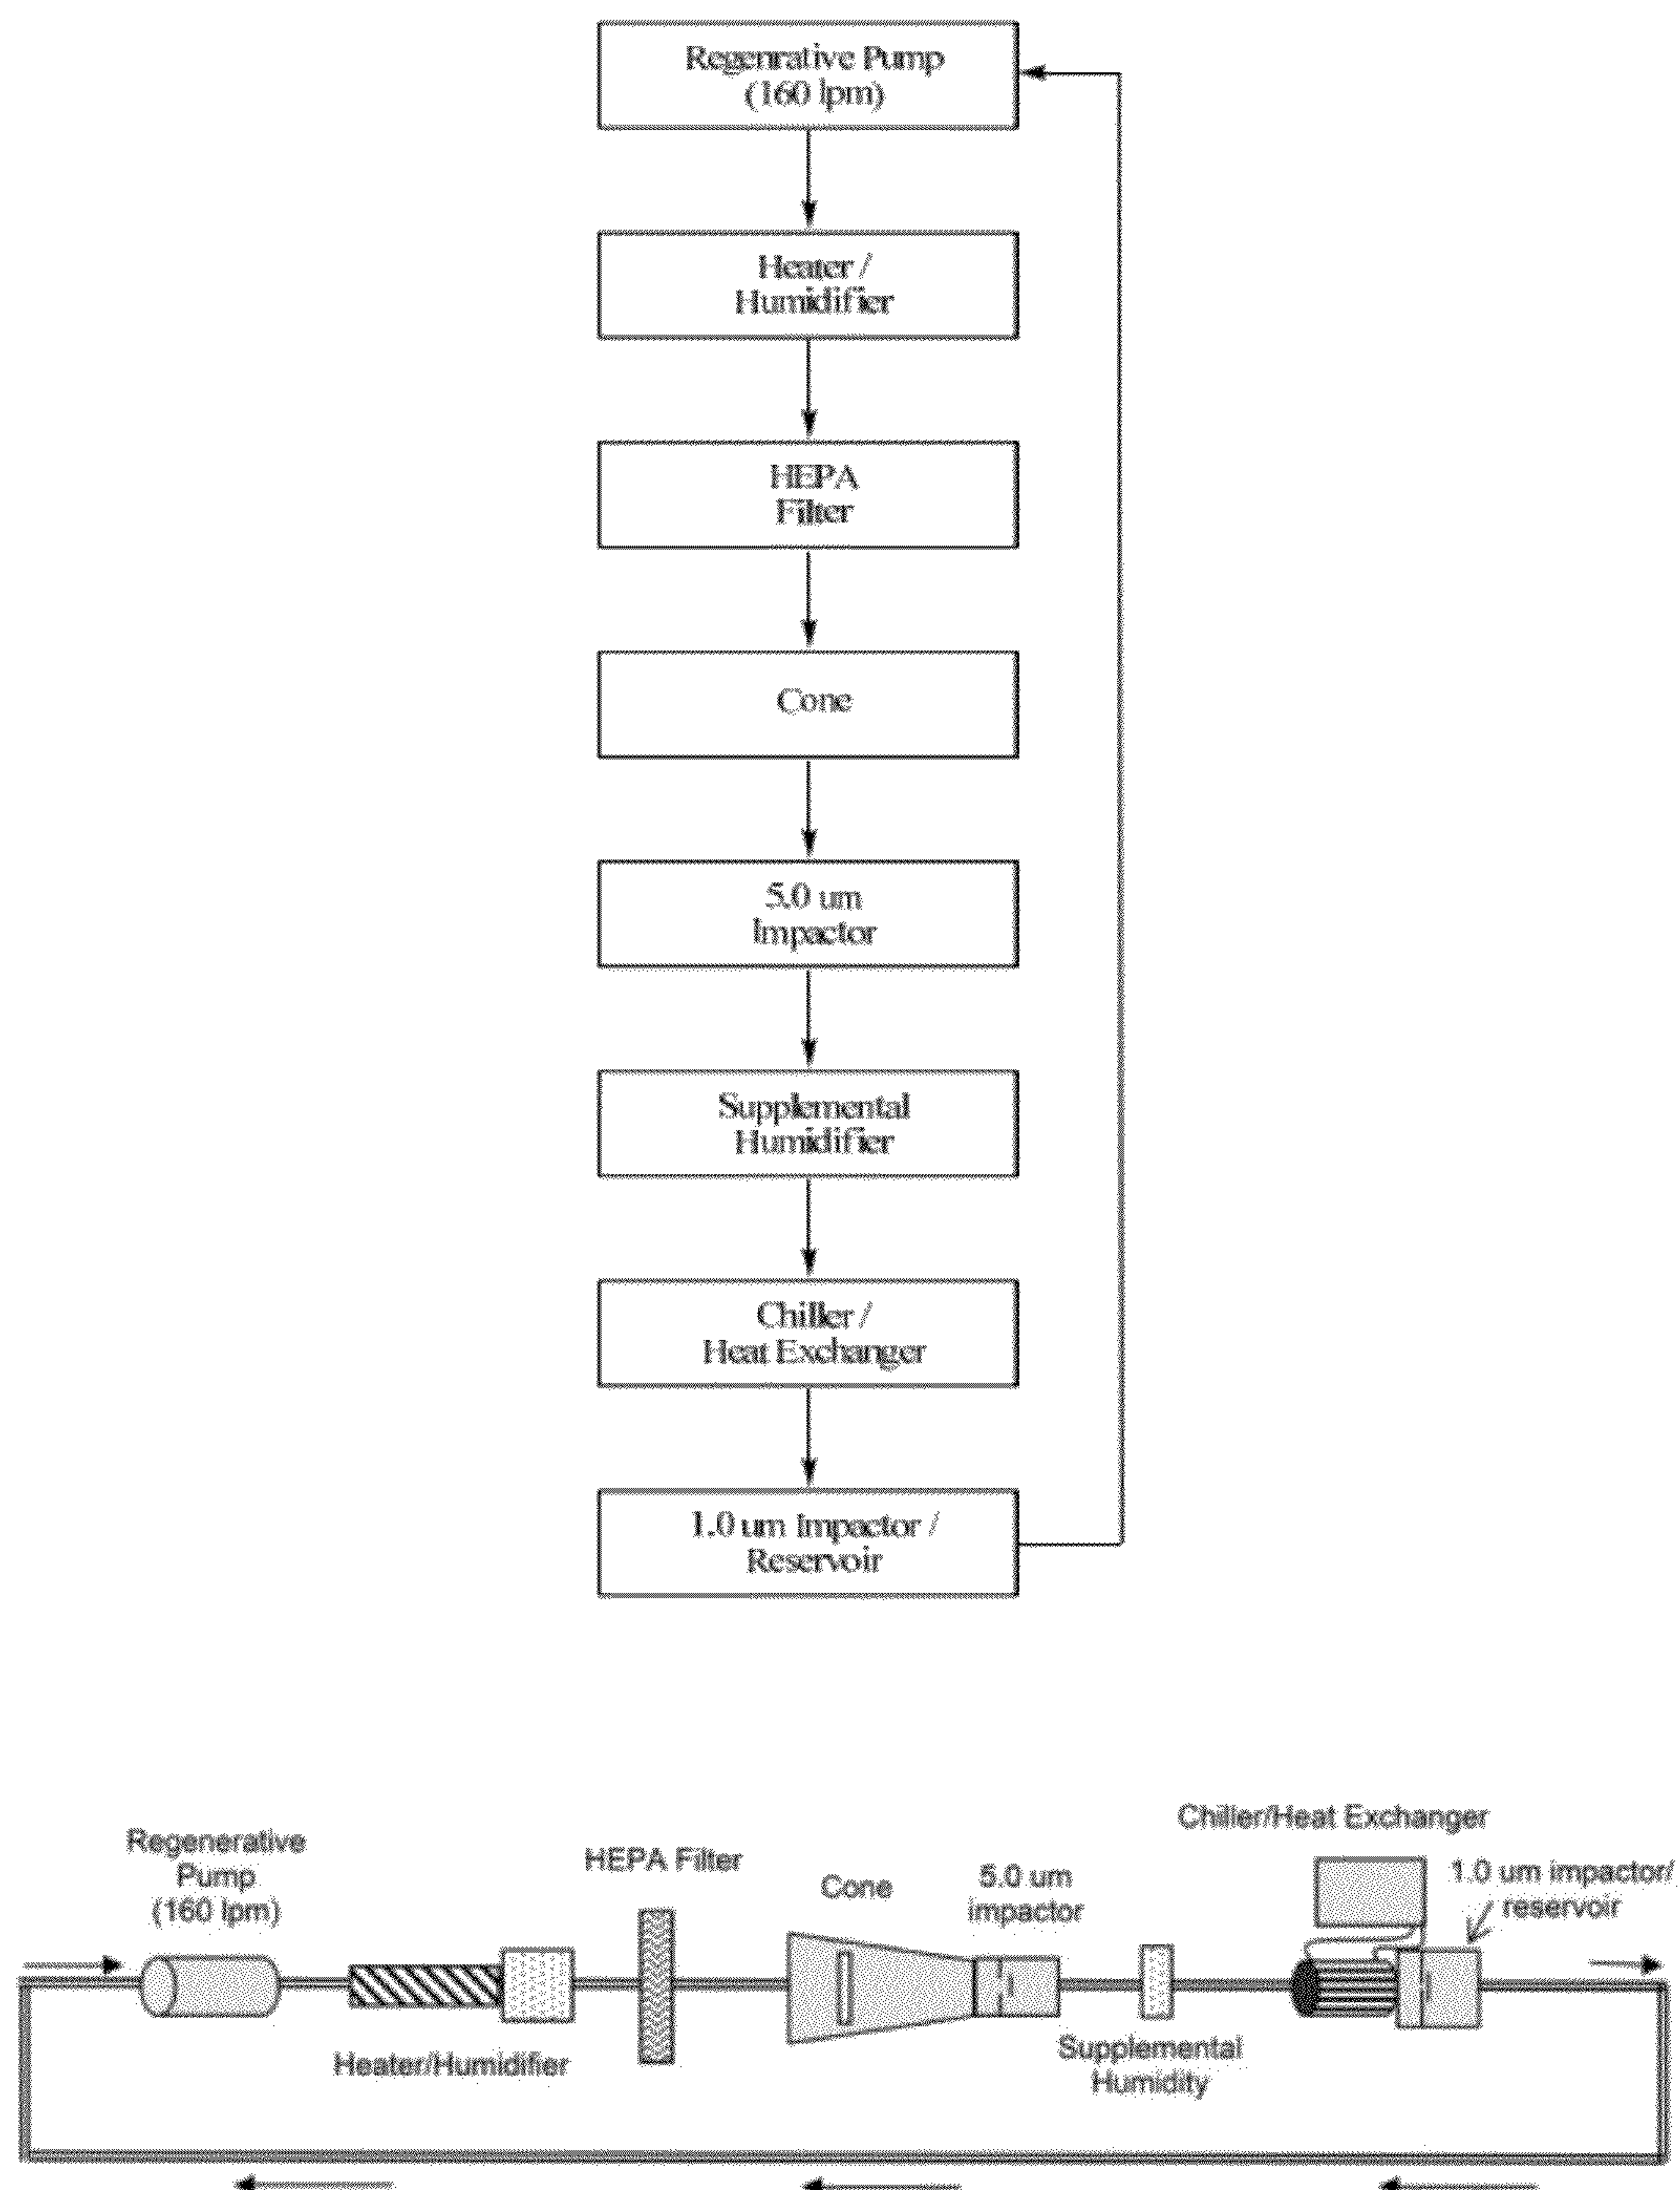 Regenrative Pump
(160 lpm)
Heater /
Humidifier
HEPA
Filter
Cone
5.0 um
Impactor
Supplemental
Humidifier
Chiller /
Heat Exchanger
1.0 um Impactor /
Reservoir
Regenerative
Pump
(160 lpm)
Heater/Humidifier
HEPA Filter
Cone
5.0 um
impactor
Supplemental
Humidity
Chiller/Heat Exchanger
1.0 um impactor/
reservoir